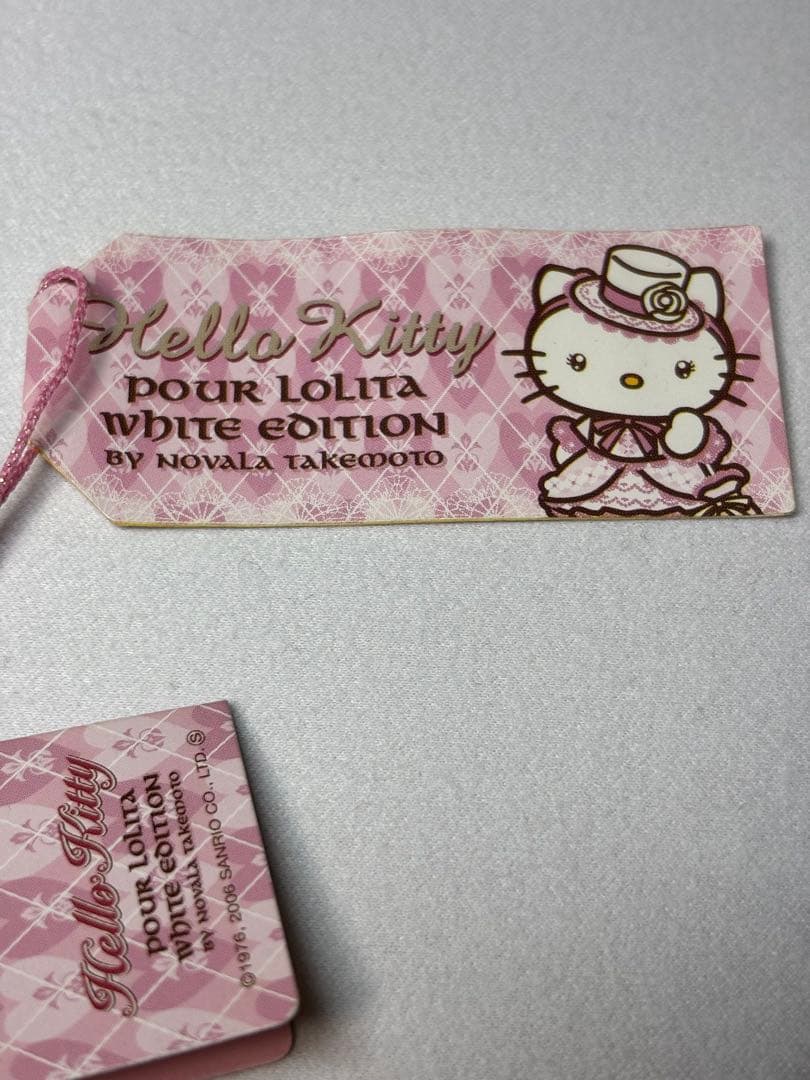 Hello Kitty
POUR LOLITA
WHITE EDITION
BY NOVALA TAKEMOTO
Hello Kitty
POUR LOLITA
WHITE EDITION
BY NOVALA TAKEMOTO
©1976, 2006 SANRIO CO., LTD. Ⓢ